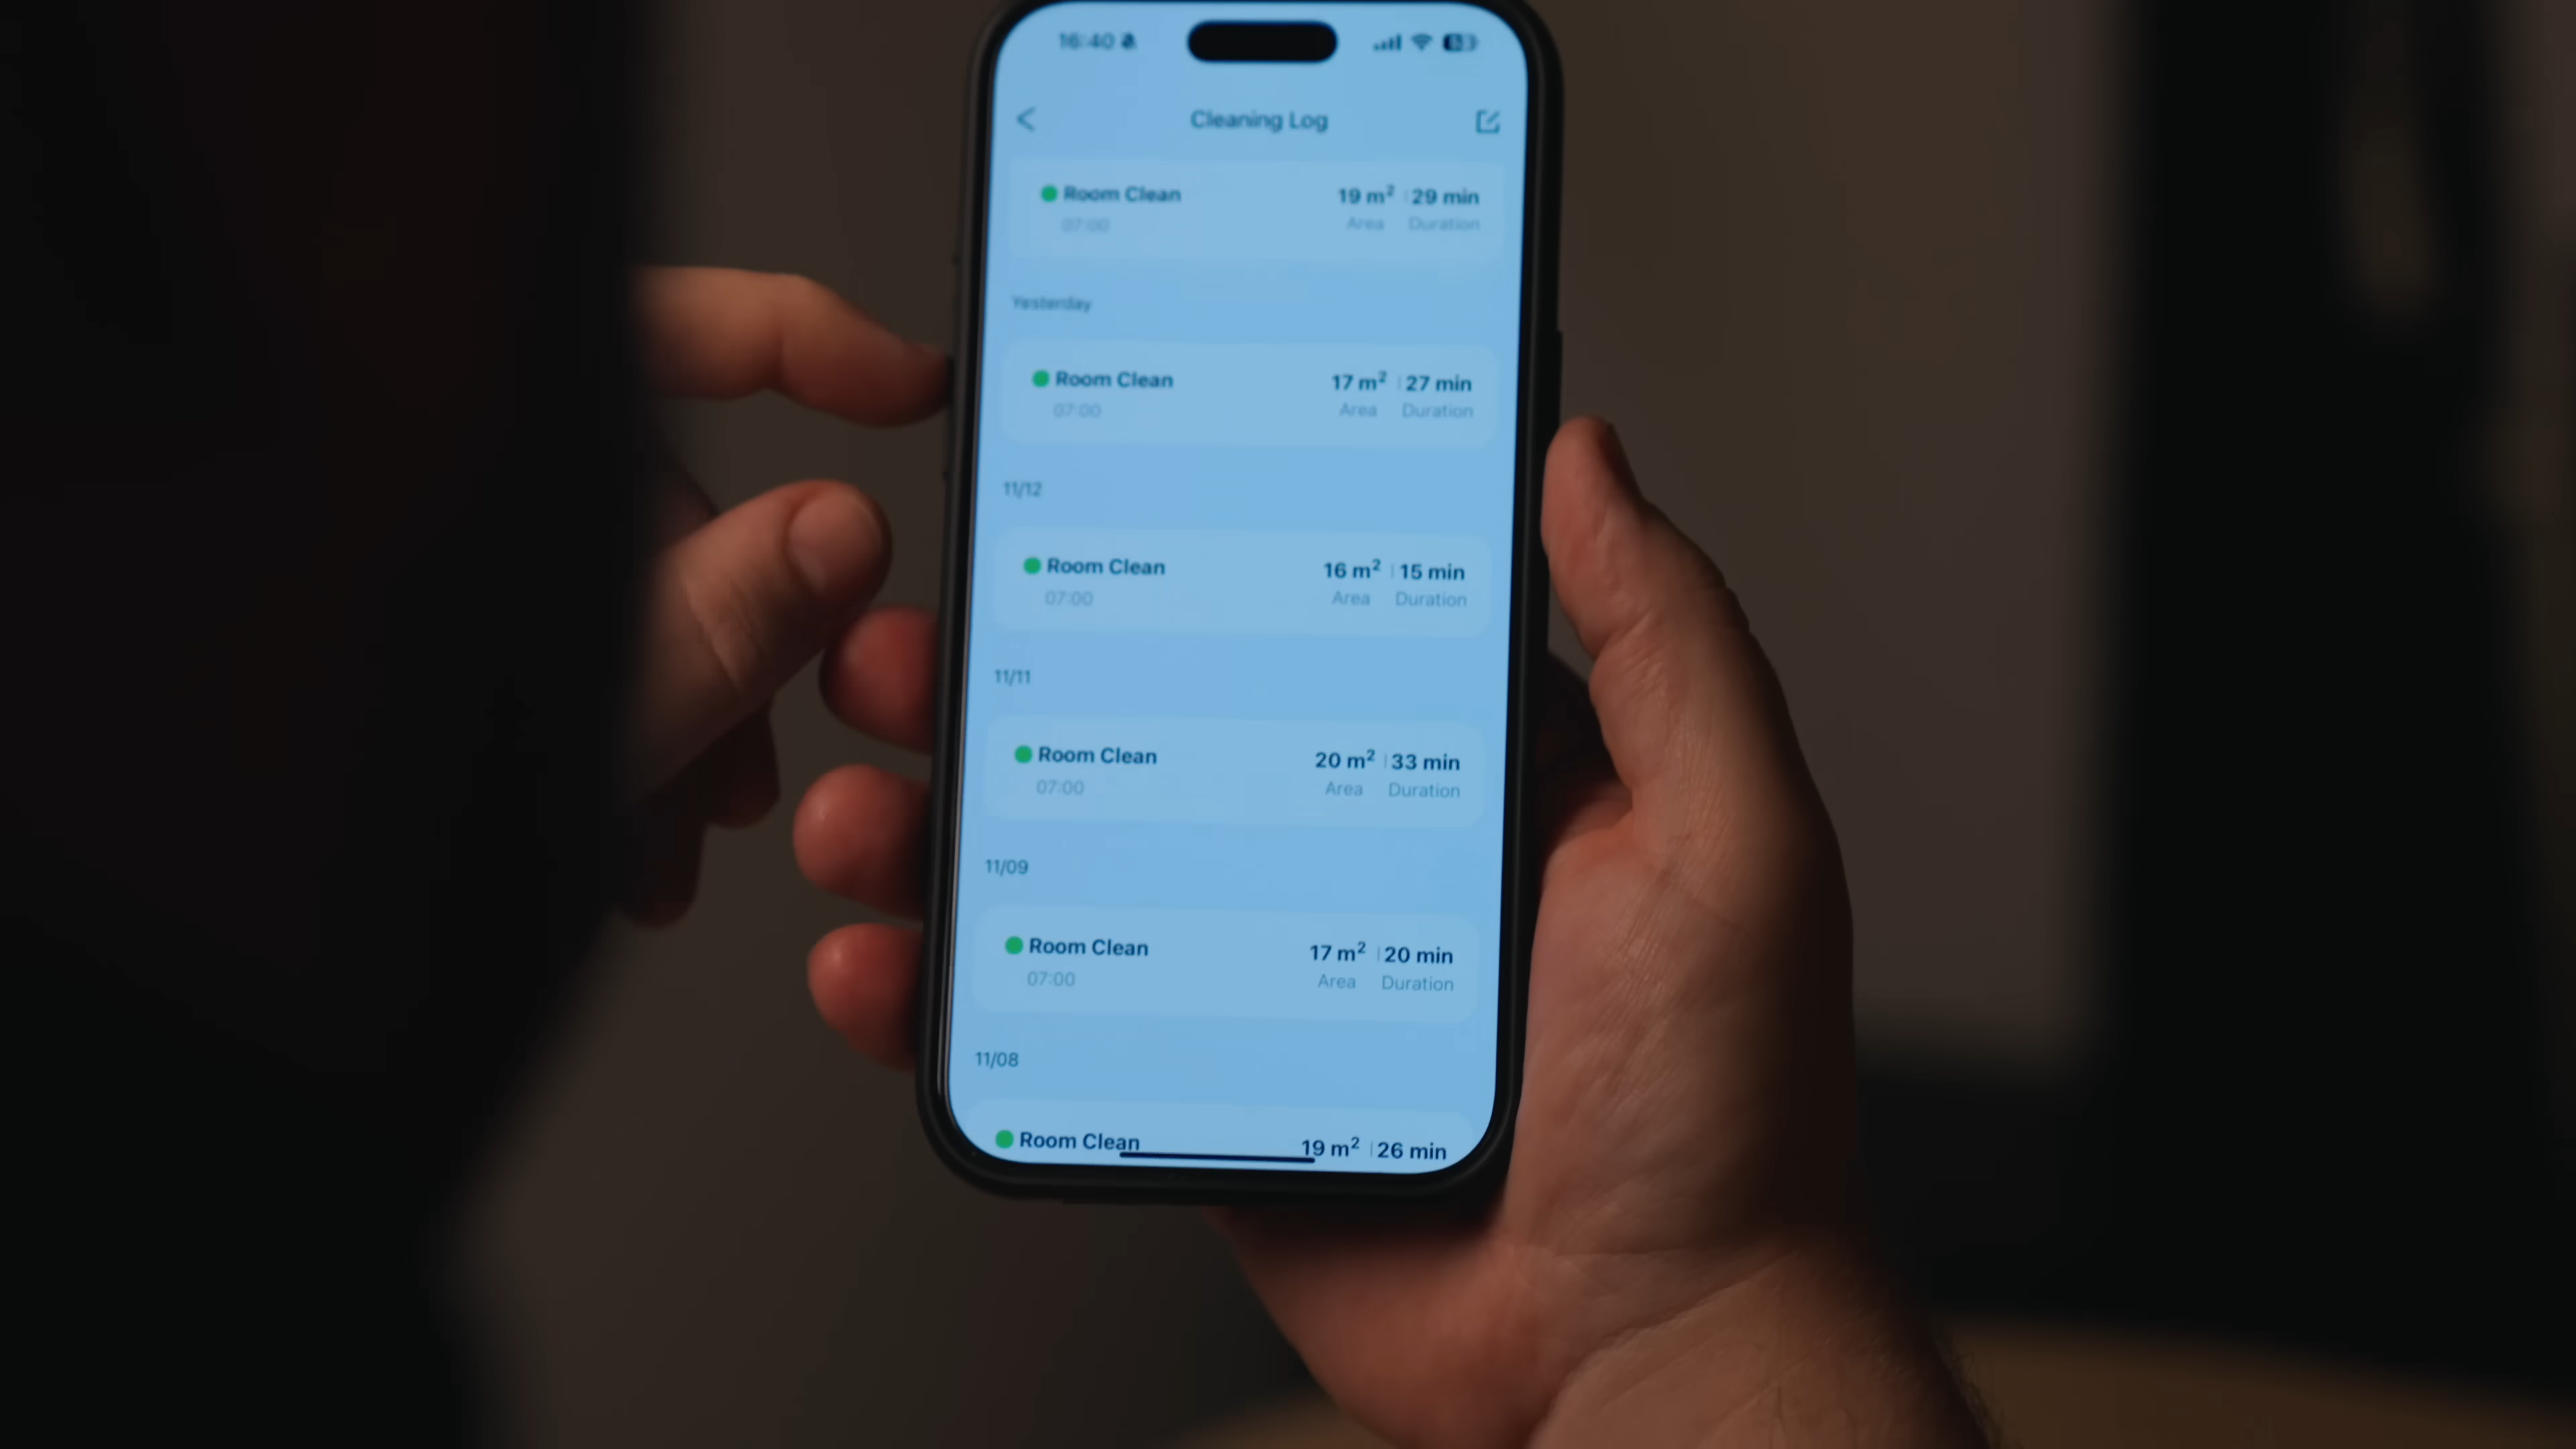 16:40
Cleaning Log
Room Clean 19 m² 29 min
07:00 Area Duration
Yesterday
Room Clean 17 m² 27 min
07:00 Area Duration
11/12
Room Clean 16 m² 15 min
07:00 Area Duration
11/11
Room Clean 20 m² 33 min
07:00 Area Duration
11/09
Room Clean 17 m² 20 min
07:00 Area Duration
11/08
Room Clean 19 m² 26 min